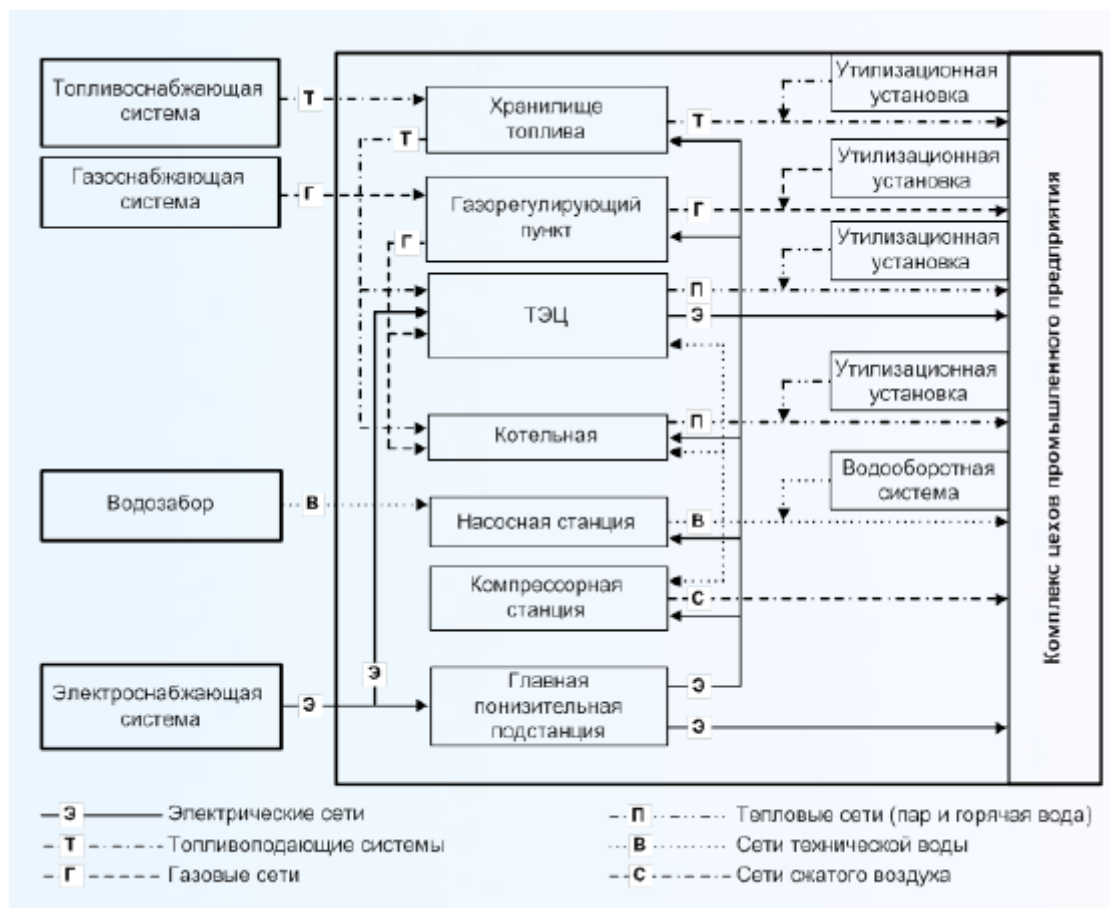 Топливоснабжающая
система
Т
Хранилище
топлива
Т
Т
Утилизационная
установка
Газоснабжающая
система
Г
Газорегулирующий
пункт
Г
Г
Утилизационная
установка
Утилизационная
установка
ТЭЦ
П
Э
Утилизационная
установка
Котельная
П
Водозабор
В
Насосная станция
В
Водооборотная
система
Компрессорная
станция
С
Электроснабжающая
система
Э
Э
Главная
понизительная
подстанция
Э
Э
Комплекс цехов промышленного предприятия
Э Электрические сети
Т Топливоподающие системы
Г Газовые сети
П Тепловые сети (пар и горячая вода)
В Сети технической воды
С Сети сжатого воздуха